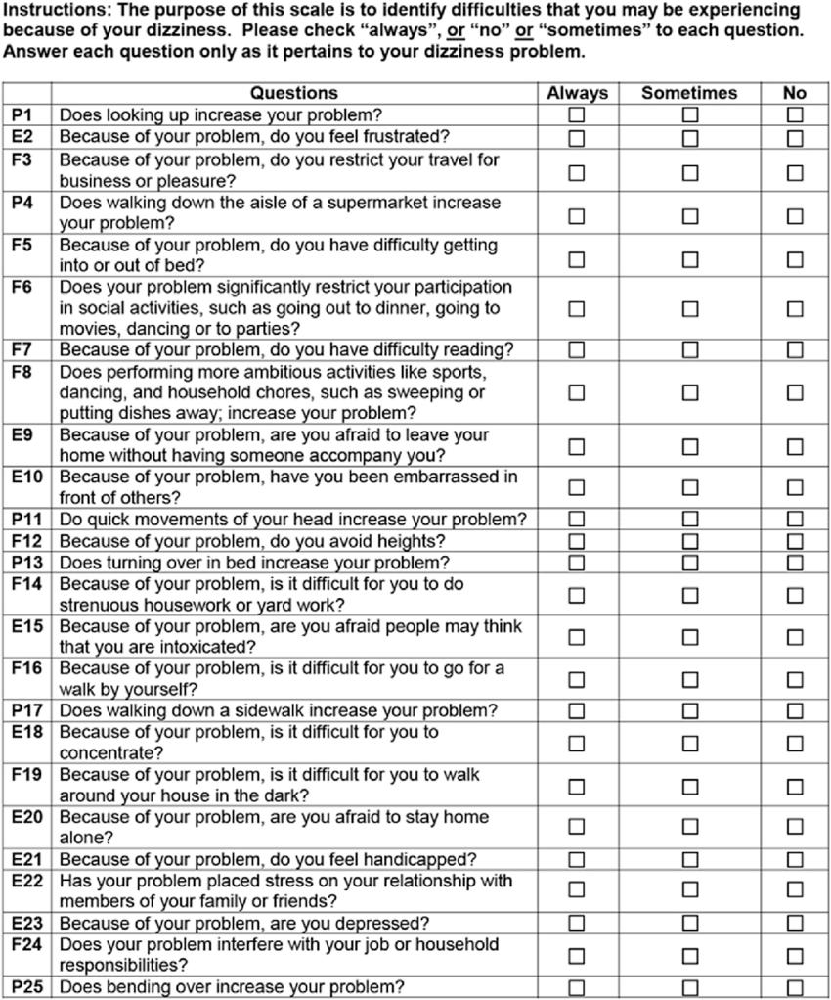 Instructions: The purpose of this scale is to identify difficulties that you may be experiencing
because of your dizziness. Please check “always”, or “no” or “sometimes” to each question.
Answer each question only as it pertains to your dizziness problem.
Questions Always Sometimes No
P1 Does looking up increase your problem?
E2 Because of your problem, do you feel frustrated?
F3 Because of your problem, do you restrict your travel for
business or pleasure?
P4 Does walking down the aisle of a supermarket increase
your problem?
F5 Because of your problem, do you have difficulty getting
into or out of bed?
F6 Does your problem significantly restrict your participation
in social activities, such as going out to dinner, going to
movies, dancing or to parties?
F7 Because of your problem, do you have difficulty reading?
F8 Does performing more ambitious activities like sports,
dancing, and household chores, such as sweeping or
putting dishes away; increase your problem?
E9 Because of your problem, are you afraid to leave your
home without having someone accompany you?
E10 Because of your problem, have you been embarrassed in
front of others?
P11 Do quick movements of your head increase your problem?
F12 Because of your problem, do you avoid heights?
P13 Does turning over in bed increase your problem?
F14 Because of your problem, is it difficult for you to do
strenuous housework or yard work?
E15 Because of your problem, are you afraid people may think
that you are intoxicated?
F16 Because of your problem, is it difficult for you to go for a
walk by yourself?
P17 Does walking down a sidewalk increase your problem?
E18 Because of your problem, is it difficult for you to
concentrate?
F19 Because of your problem, is it difficult for you to walk
around your house in the dark?
E20 Because of your problem, are you afraid to stay home
alone?
E21 Because of your problem, do you feel handicapped?
E22 Has your problem placed stress on your relationship with
members of your family or friends?
E23 Because of your problem, are you depressed?
F24 Does your problem interfere with your job or household
responsibilities?
P25 Does bending over increase your problem?